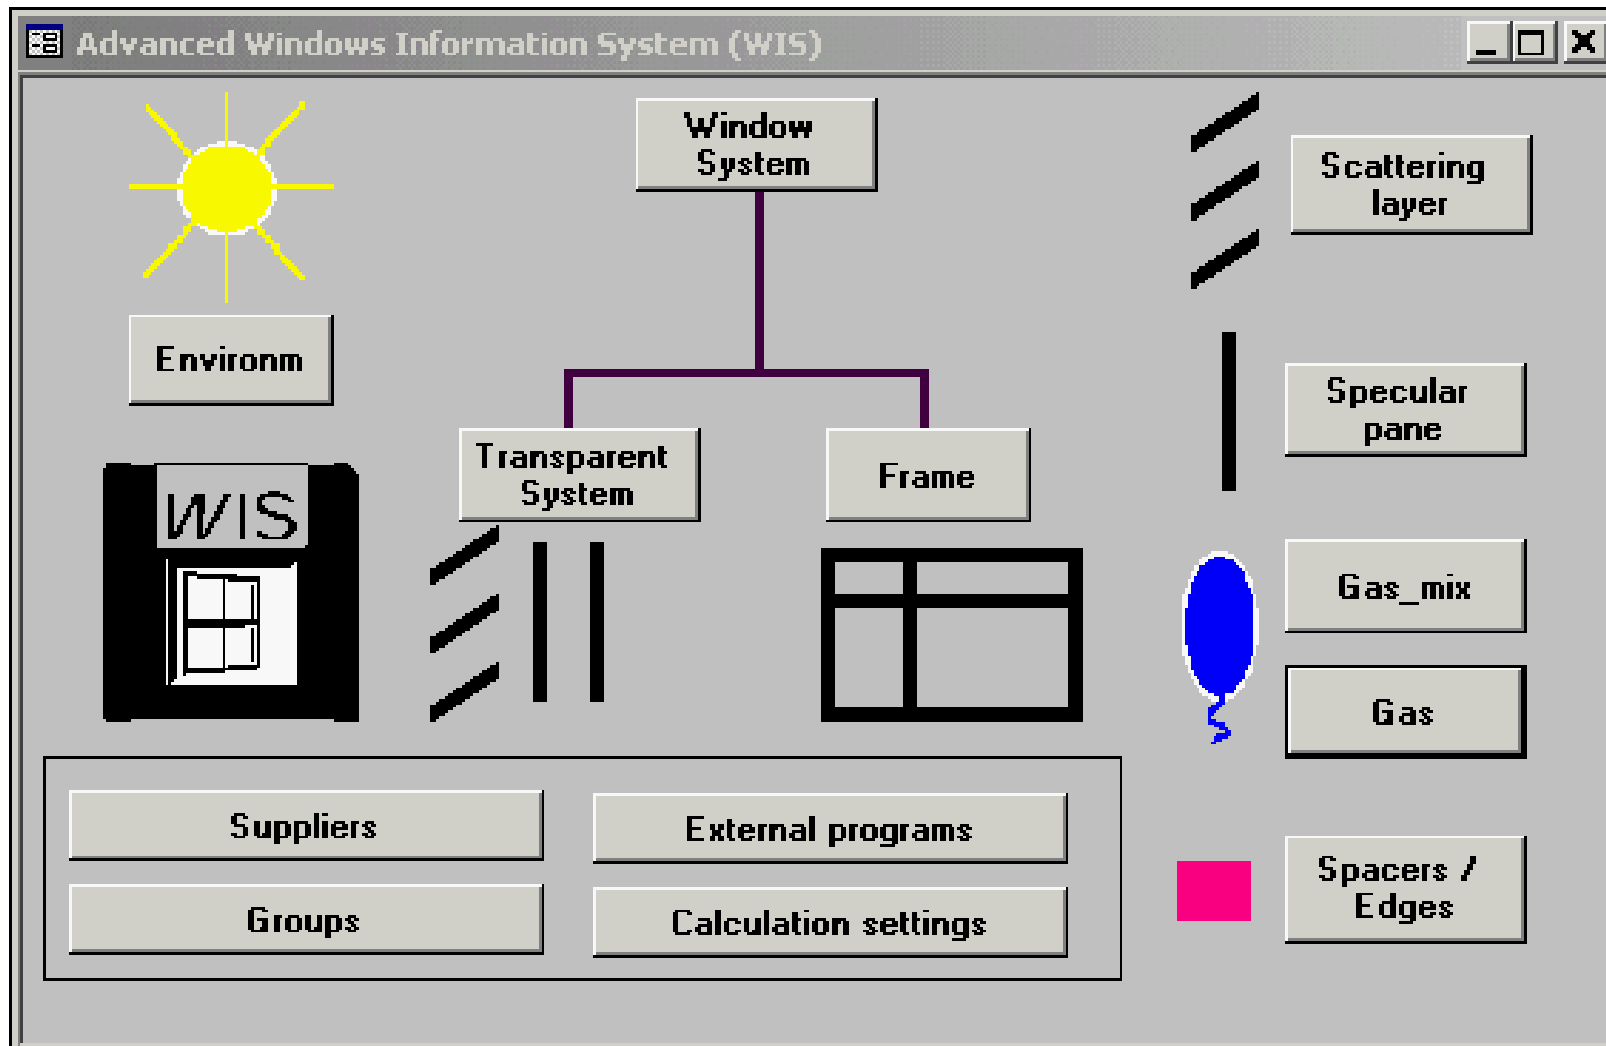 Advanced Windows Information System (WIS)
Window
System
Scattering
layer
Environm
Specular
pane
Transparent
System
Frame
WIS
Gas_mix
Gas
Suppliers
External programs
Groups
Calculation settings
Spacers /
Edges